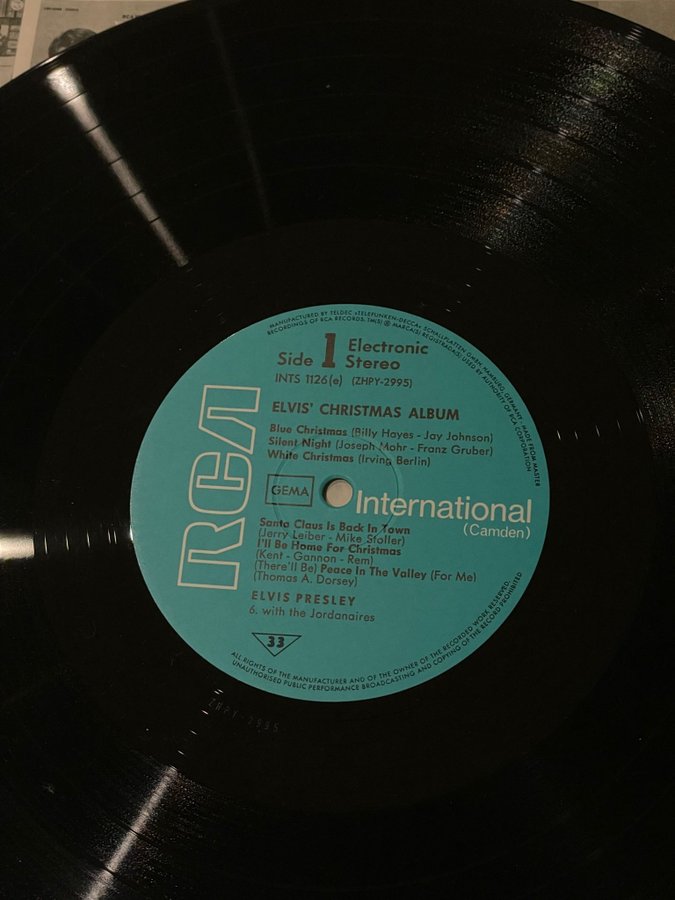 MANUFACTURED BY TELDEC »TELEFUNKEN-DECCA« SCHALLPLATTEN GMBH, HAMBURG, GERMANY. MADE FROM MASTER
RECORDINGS OF RCA RECORDS. TM(S) ® MARCA(S) REGISTRADA(S) USED BY AUTHORITY OF RCA CORPORATION
Side 1 Electronic
Stereo
INTS 1126(e) (ZHPY-2995)
RCA
ELVIS' CHRISTMAS ALBUM
Blue Christmas (Billy Hayes - Jay Johnson)
Silent Night (Joseph Mohr - Franz Gruber)
White Christmas (Irving Berlin)
GEMA
International
(Camden)
Santa Claus Is Back In Town
(Jerry Leiber - Mike Stoller)
I'll Be Home For Christmas
(Kent - Gannon - Rem)
(There'll Be) Peace In The Valley (For Me)
(Thomas A. Dorsey)
ELVIS PRESLEY
6. with the Jordanaires
33
ALL RIGHTS OF THE MANUFACTURER AND OF THE OWNER OF THE RECORDED WORK RESERVED.
UNAUTHORISED PUBLIC PERFORMANCE BROADCASTING AND COPYING OF THE RECORD PROHIBITED
ZHPY-2995